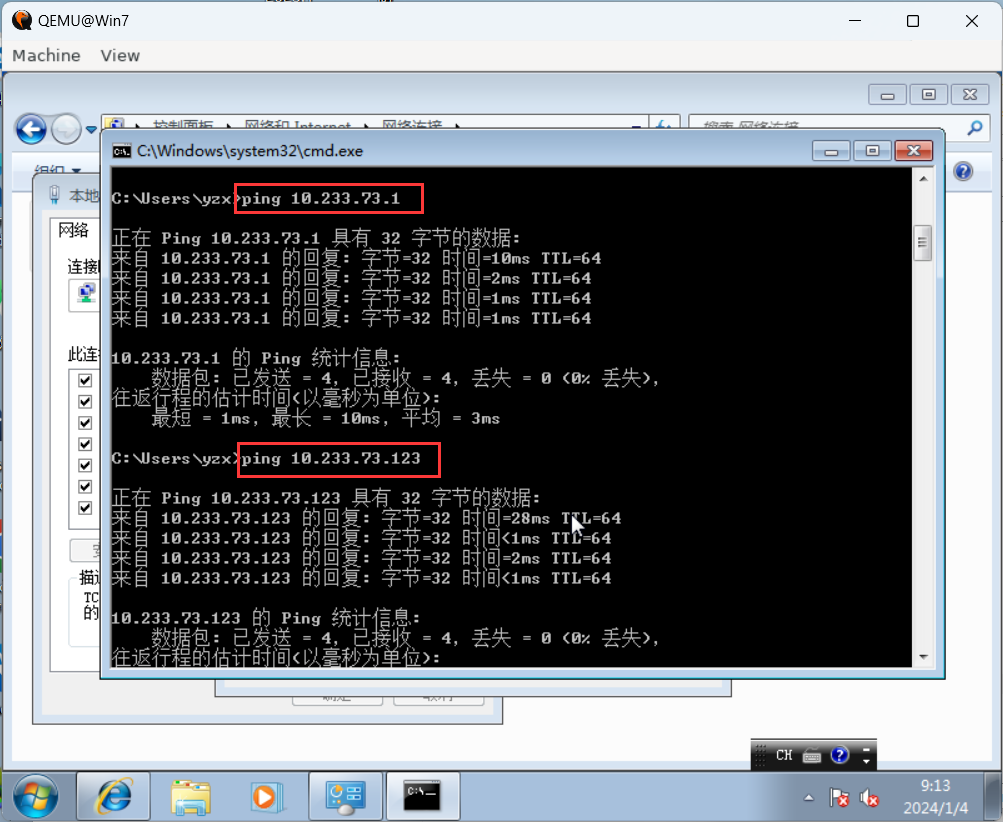 QEMU@Win7
Machine View
控制面板 网络和 Internet 网络连接
搜索 网络连接
组织
C:\Windows\system32\cmd.exe
本地
网络
连接
此连
描述
TC
的
C:\Users\yzx>ping 10.233.73.1
正在 Ping 10.233.73.1 具有 32 字节的数据:
来自 10.233.73.1 的回复: 字节=32 时间=10ms TTL=64
来自 10.233.73.1 的回复: 字节=32 时间=2ms TTL=64
来自 10.233.73.1 的回复: 字节=32 时间=1ms TTL=64
来自 10.233.73.1 的回复: 字节=32 时间=1ms TTL=64
10.233.73.1 的 Ping 统计信息:
数据包: 已发送 = 4, 已接收 = 4, 丢失 = 0 (0% 丢失),
往返行程的估计时间(以毫秒为单位):
最短 = 1ms, 最长 = 10ms, 平均 = 3ms
C:\Users\yzx>ping 10.233.73.123
正在 Ping 10.233.73.123 具有 32 字节的数据:
来自 10.233.73.123 的回复: 字节=32 时间=28ms TTL=64
来自 10.233.73.123 的回复: 字节=32 时间<1ms TTL=64
来自 10.233.73.123 的回复: 字节=32 时间=2ms TTL=64
来自 10.233.73.123 的回复: 字节=32 时间<1ms TTL=64
10.233.73.123 的 Ping 统计信息:
数据包: 已发送 = 4, 已接收 = 4, 丢失 = 0 (0% 丢失),
往返行程的估计时间(以毫秒为单位):
CH
9:13
2024/1/4